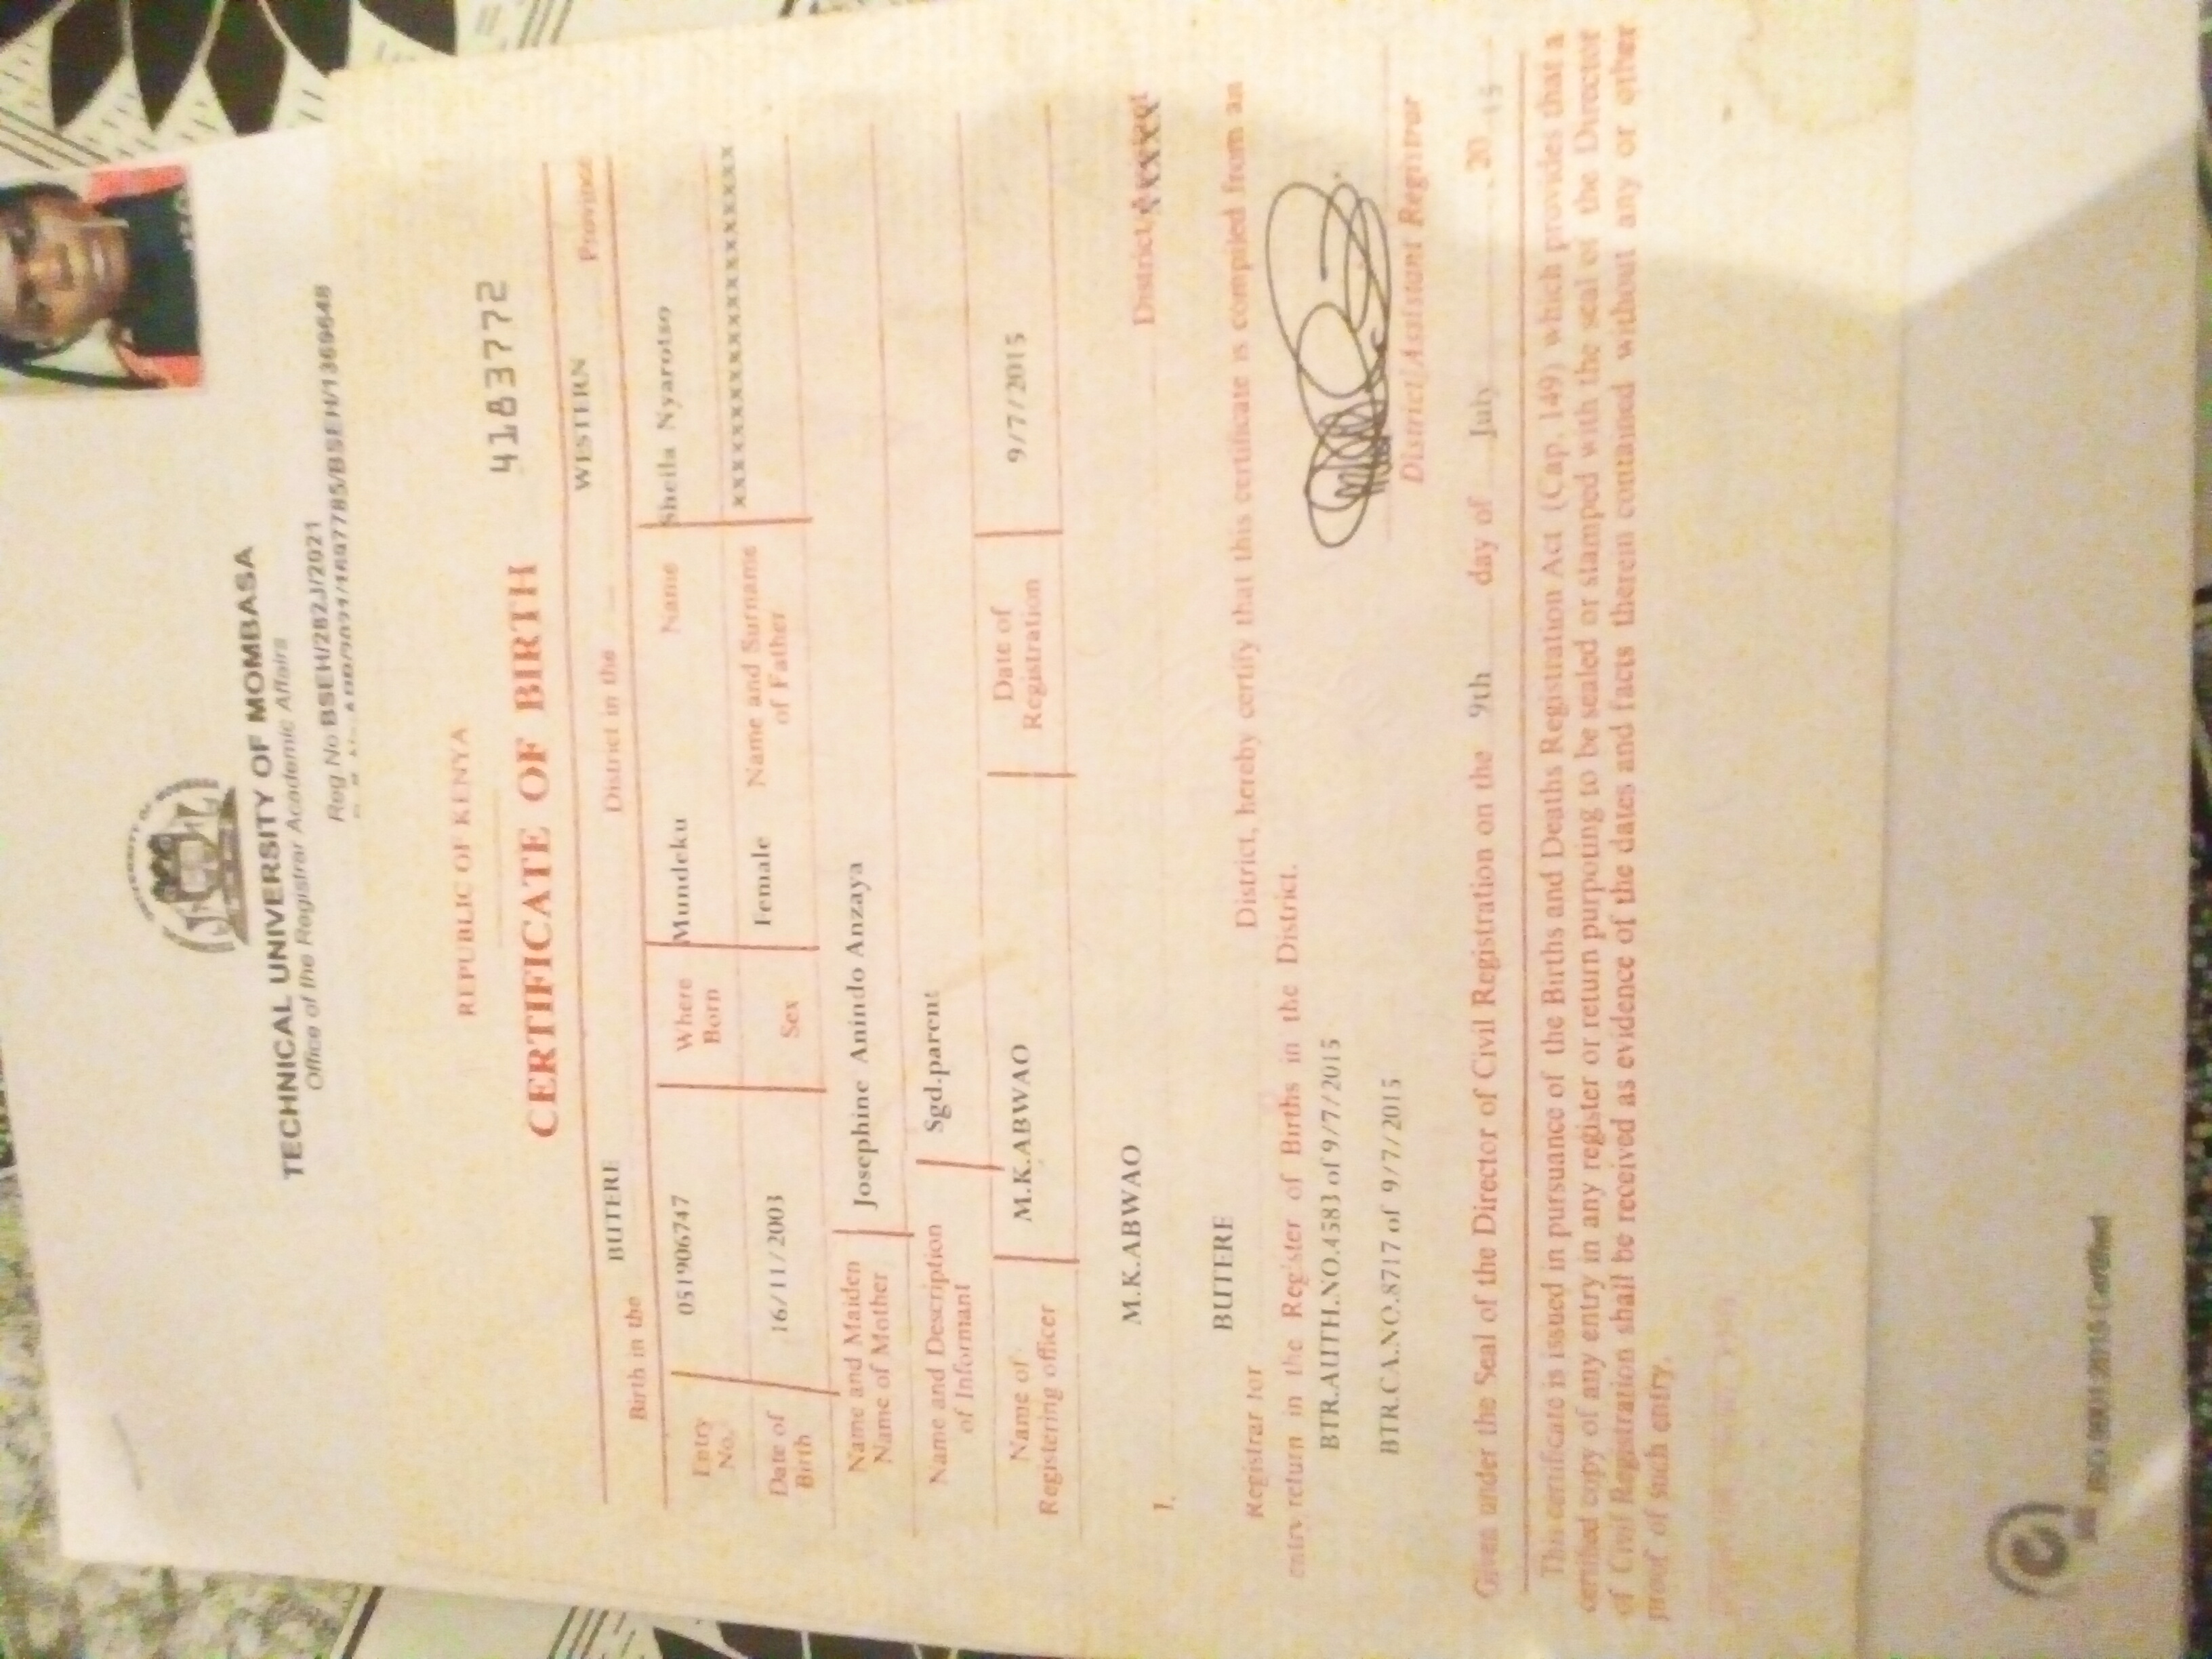 TECHNICAL UNIVERSITY OF MOMBASA
Office of the Registrar Academic Affairs
Reg.No BSEH/282J/2021
/2021/1697785/BSEH/1369648
REPUBLIC OF KENYA
4183772
CERTIFICATE OF BIRTH
Birth in the BUTERE District in the WESTERN Province
Entry No. 051906747 Where Born Mundeku Name Sheila Nyarotso
Date of Birth 16/11/2003 Sex Female Name and Surname of Father xxxxxxxxxxxxxxxxxxxx
Name and Maiden Name of Mother Josephine Anindo Anzaya
Name and Description of Informant Sgd.parent
Name of Registering officer M.K.ABWAO Date of Registration 9/7/2015
I, M.K.ABWAO District/Assistant
Registrar for BUTERE District, hereby certify that this certificate is compiled from an
entry/return in the Register of Births in the District.
BTR.AUTH.NO.4583 of 9/7/2015
BTR.CA.NO.8717 of 9/7/2015
District/Assistant Registrar
Given under the Seal of the Director of Civil Registration on the 9th day of July 20 15
This certificate is issued in pursuance of the Births and Deaths Registration Act (Cap. 149) which provides that a
certified copy of any entry in any register or return purpoting to be sealed or stamped with the seal of the Director
of Civil Registration shall be received as evidence of the dates and facts therein contained without any or other
proof of such entry.
ISO 9001:2015 Certified